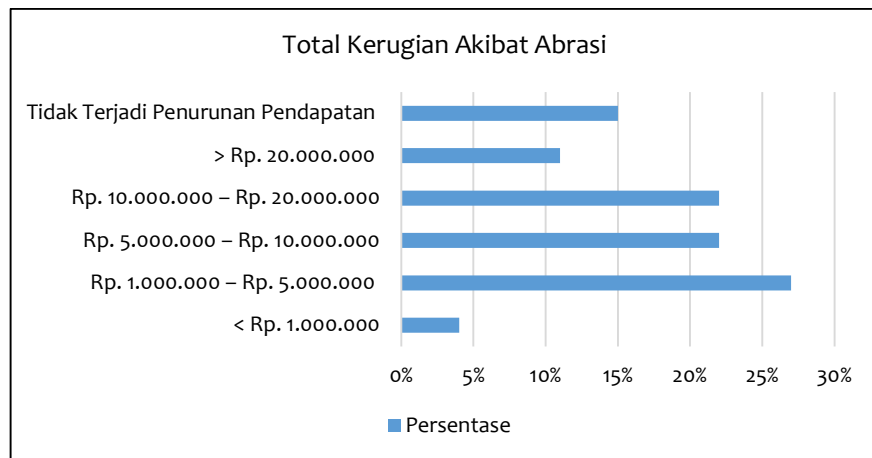 Total Kerugian Akibat Abrasi
Tidak Terjadi Penurunan Pendapatan
> Rp. 20.000.000
Rp. 10.000.000 – Rp. 20.000.000
Rp. 5.000.000 – Rp. 10.000.000
Rp. 1.000.000 – Rp. 5.000.000
< Rp. 1.000.000
0% 5% 10% 15% 20% 25% 30%
Persentase